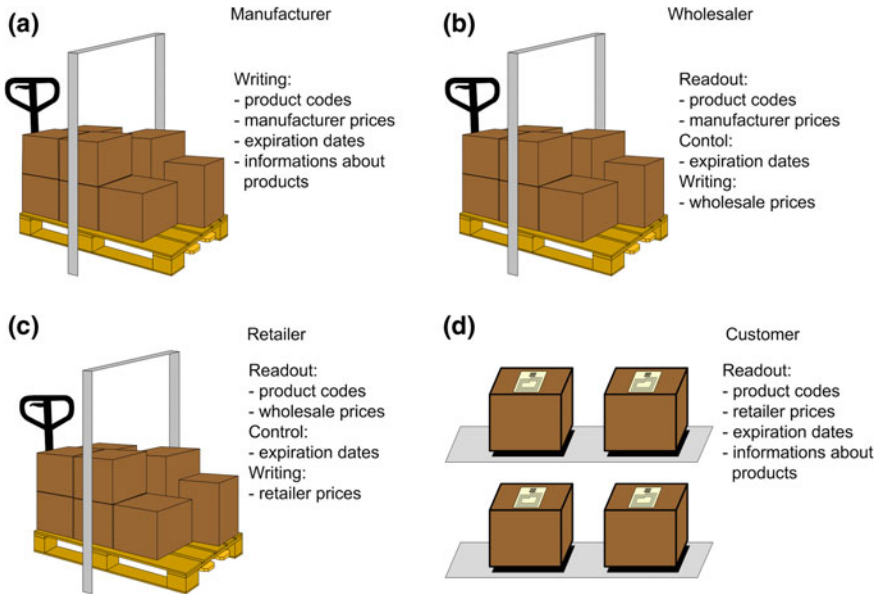 (a)
Manufacturer
Writing:
- product codes
- manufacturer prices
- expiration dates
- informations about
products
(b)
Wholesaler
Readout:
- product codes
- manufacturer prices
Contol:
- expiration dates
Writing:
- wholesale prices
(c)
Retailer
Readout:
- product codes
- wholesale prices
Control:
- expiration dates
Writing:
- retailer prices
(d)
Customer
Readout:
- product codes
- retailer prices
- expiration dates
- informations about
products